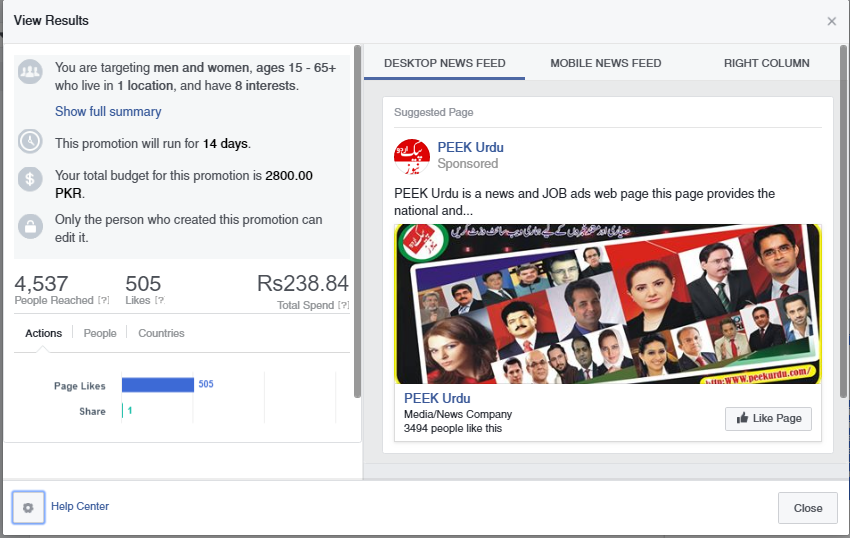 View Results
You are targeting men and women, ages 15 - 65+
who live in 1 location, and have 8 interests.
Show full summary
This promotion will run for 14 days.
Your total budget for this promotion is 2800.00
PKR.
Only the person who created this promotion can
edit it.
4,537
People Reached [?]
505
Likes [?
Rs238.84
Total Spend [?]
Actions
People
Countries
Page Likes
505
Share
1
Help Center
DESKTOP NEWS FEED
MOBILE NEWS FEED
RIGHT COLUMN
Suggested Page
PEEK Urdu
Sponsored
PEEK Urdu is a news and JOB ads web page this page provides the
national and...
http:WWW.peekurdu.com/
PEEK Urdu
Media/News Company
3494 people like this
Like Page
Close